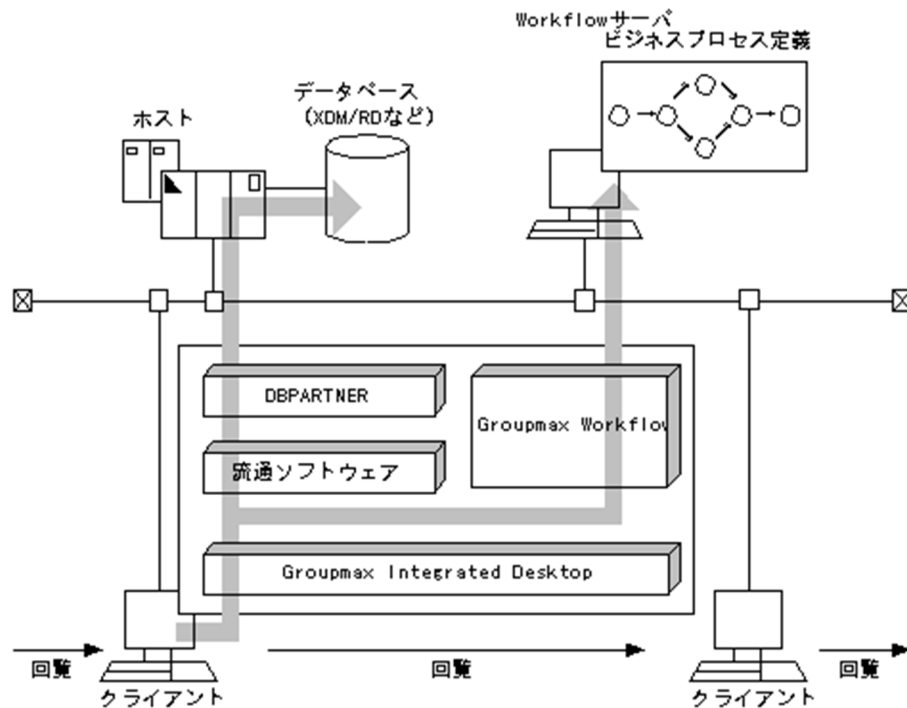 Workflowサーバ
ビジネスプロセス定義
データベース
(XDM/RDなど)
ホスト
DBPARTNER
Groupmax Workflow
流通ソフトウェア
Groupmax Integrated Desktop
回覧
回覧
回覧
クライアント
クライアント